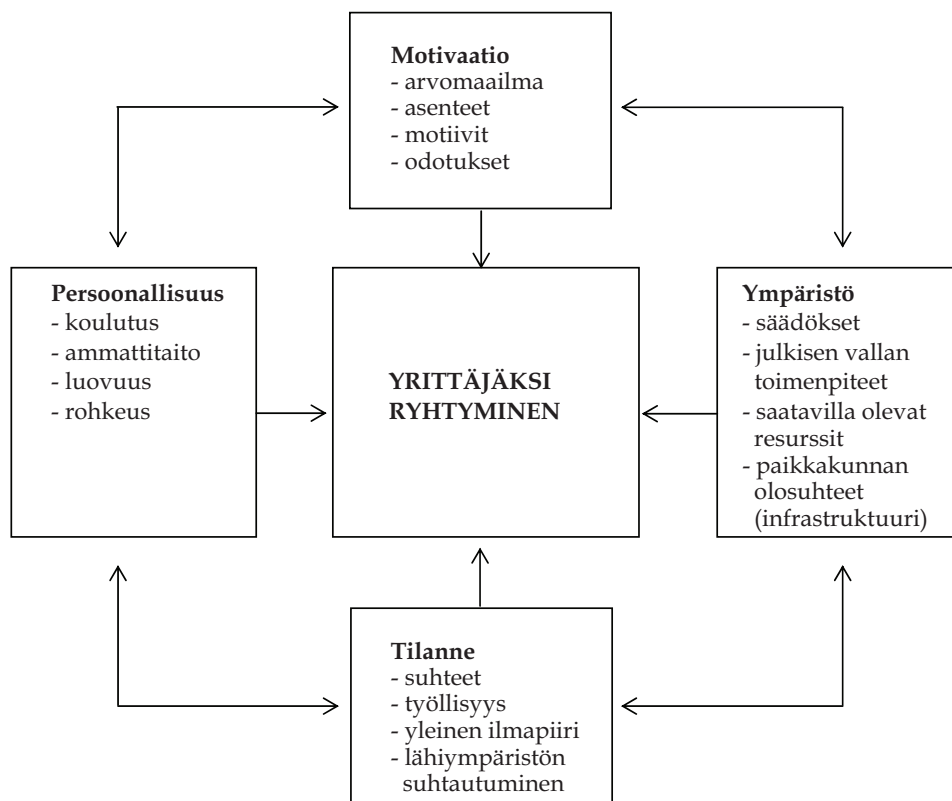 Motivaatio
- arvomaailma
- asenteet
- motiivit
- odotukset
Persoonallisuus
- koulutus
- ammattitaito
- luovuus
- rohkeus
YRITTÄJÄKSI
RYHTYMINEN
Ympäristö
- säädökset
- julkisen vallan
toimenpiteet
- saatavilla olevat
resurssit
- paikkakunnan
olosuhteet
(infrastruktuuri)
Tilanne
- suhteet
- työllisyys
- yleinen ilmapiiri
- lähiympäristön
suhtautuminen